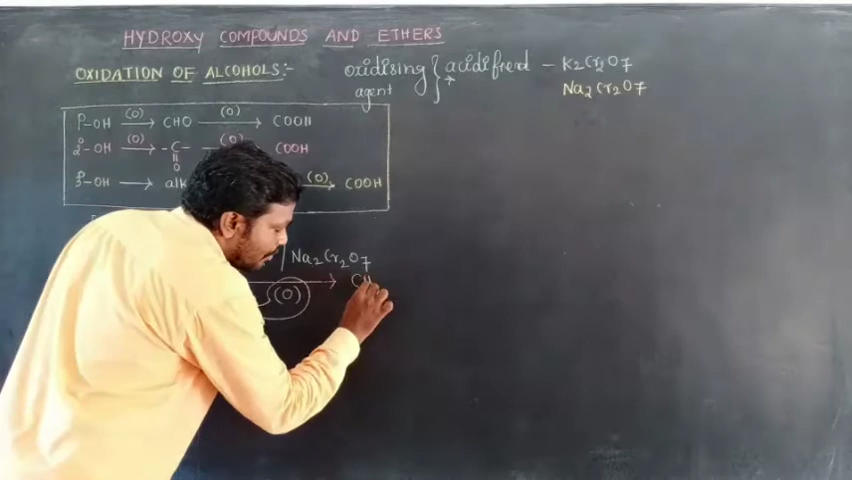 HYDROXY COMPOUNDS AND ETHERS
OXIDATION OF ALCOHOLS:-
oxidising agent { acidified – K2Cr2O7
Na2Cr2O7
1°-OH (O)→ CHO (O)→ COOH
2°-OH (O)→ -C- (O) COOH
O
3°-OH → alk (O)→ COOH
| Na2Cr2O7
(O) → CH